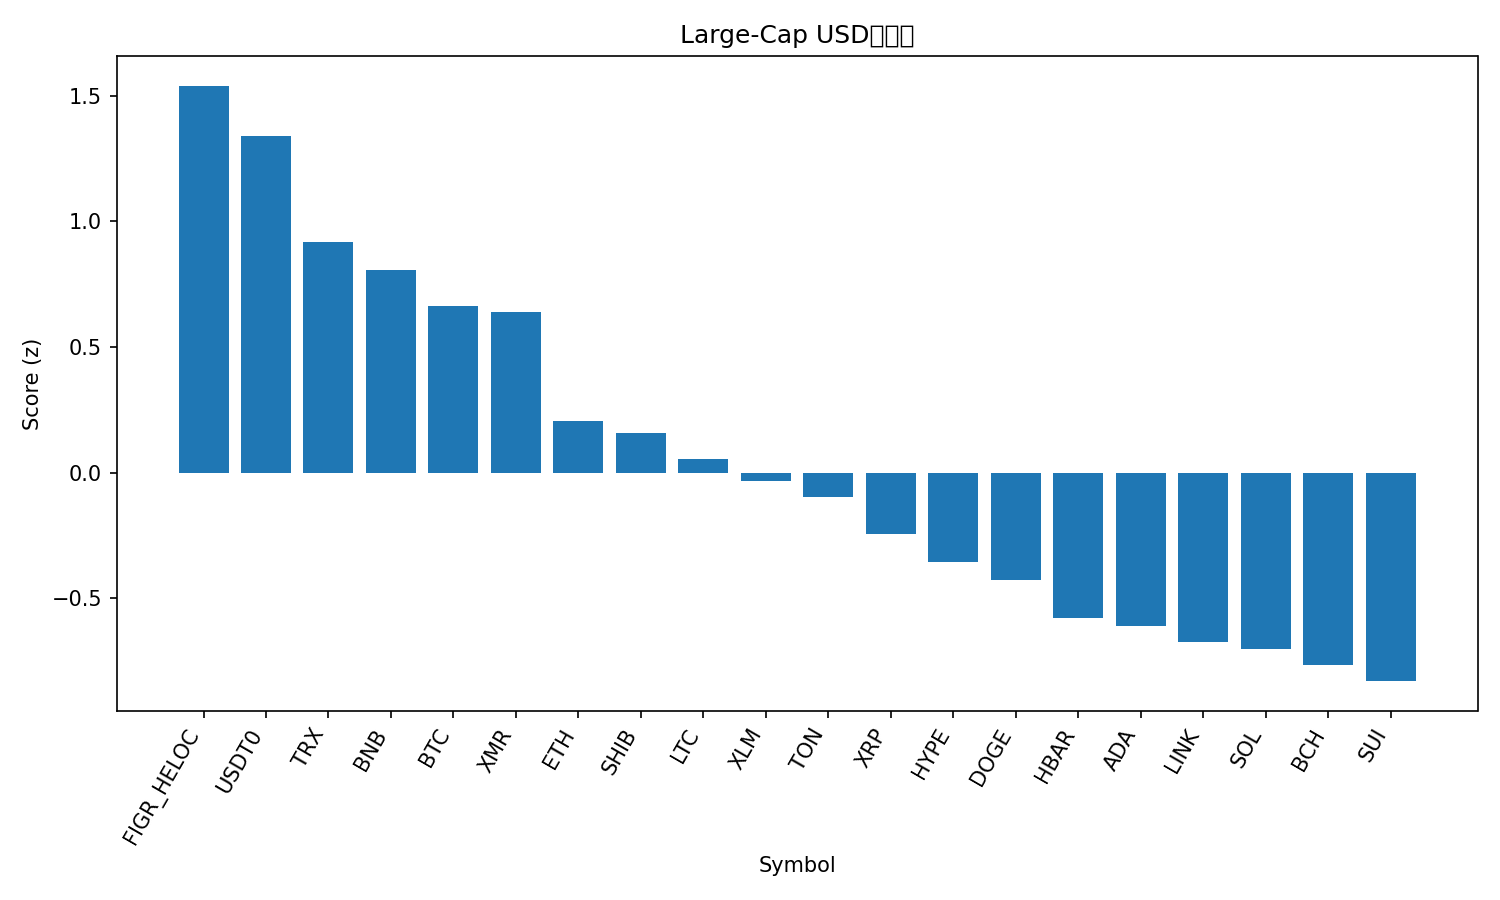 Large-Cap USD
Score (z)
1.5
1.0
0.5
0.0
−0.5
FIGR_HELOC
USDT0
TRX
BNB
BTC
XMR
ETH
SHIB
LTC
XLM
TON
XRP
HYPE
DOGE
HBAR
ADA
LINK
SOL
BCH
SUI
Symbol